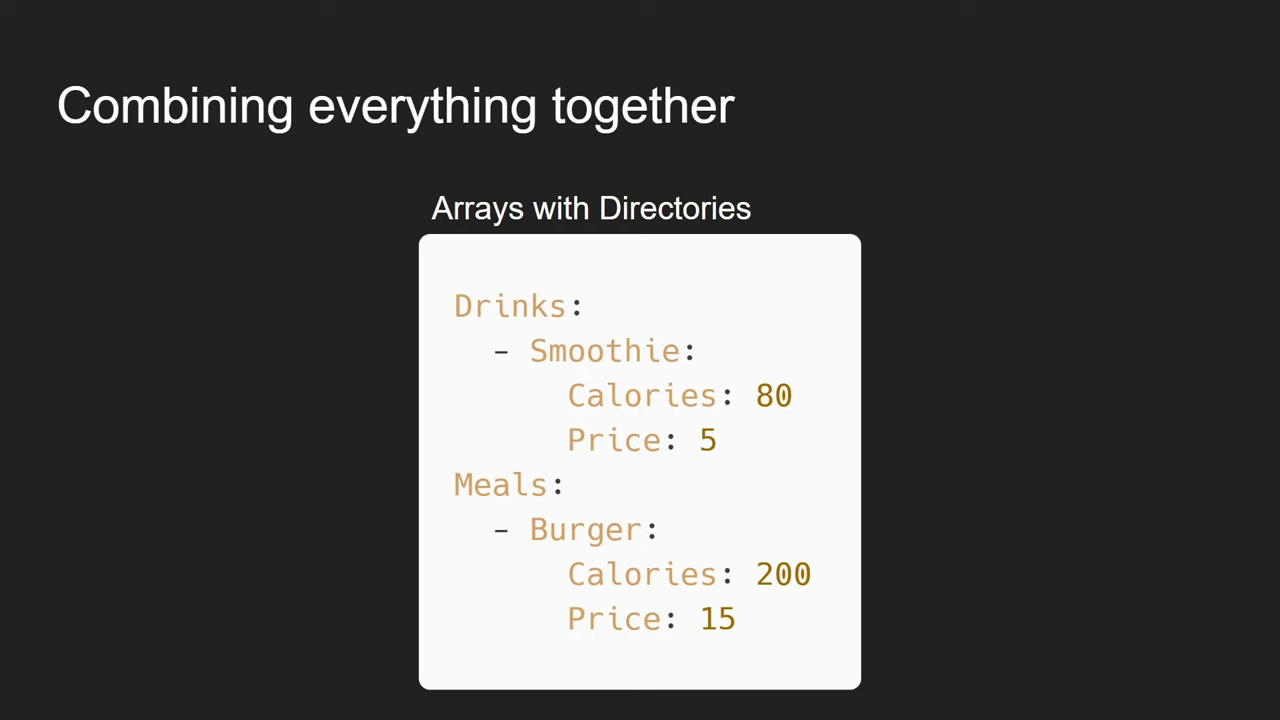 Combining everything together
Arrays with Directories
Drinks:
  - Smoothie:
      Calories: 80
      Price: 5
Meals:
  - Burger:
      Calories: 200
      Price: 15